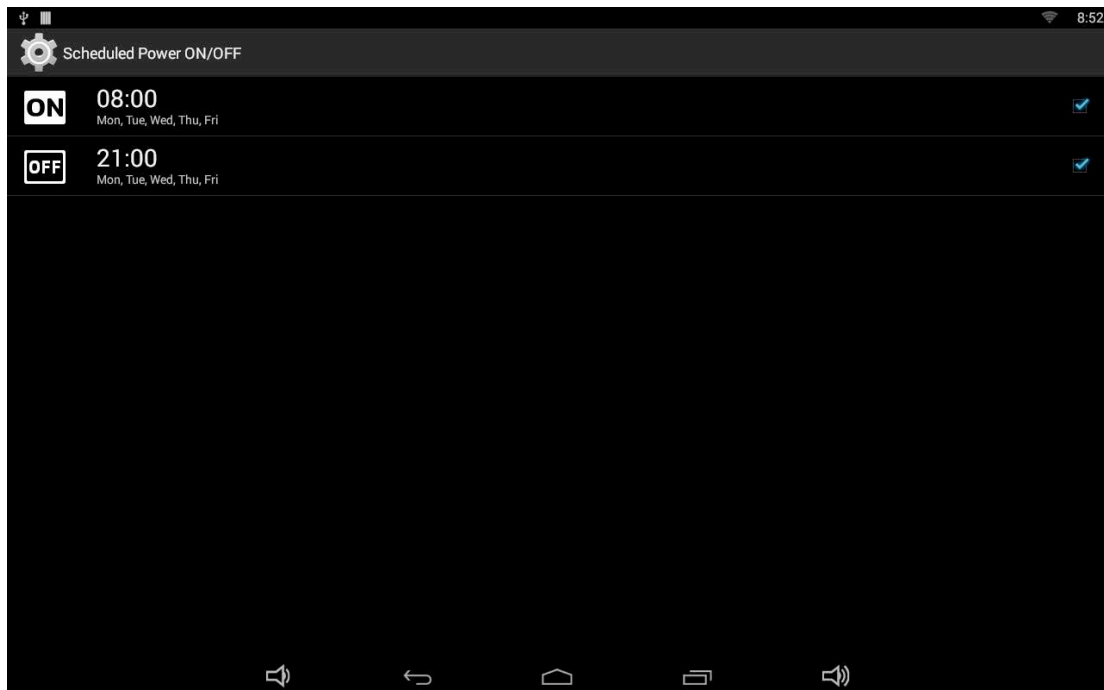 8:52
Scheduled Power ON/OFF
ON
08:00
Mon, Tue, Wed, Thu, Fri
OFF
21:00
Mon, Tue, Wed, Thu, Fri